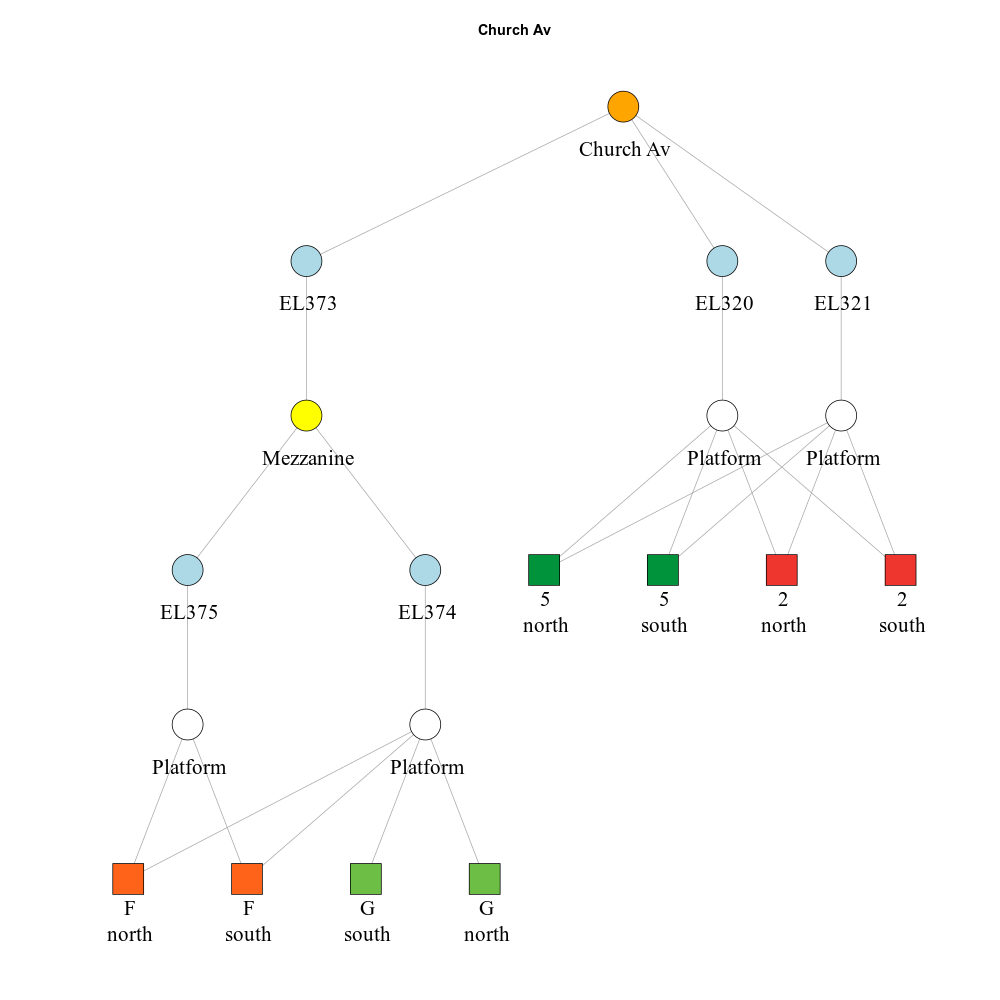 Church Av
Church Av
EL373
EL320
EL321
Mezzanine
Platform
Platform
EL375
EL374
5
north
5
south
2
north
2
south
Platform
Platform
F
north
F
south
G
south
G
north